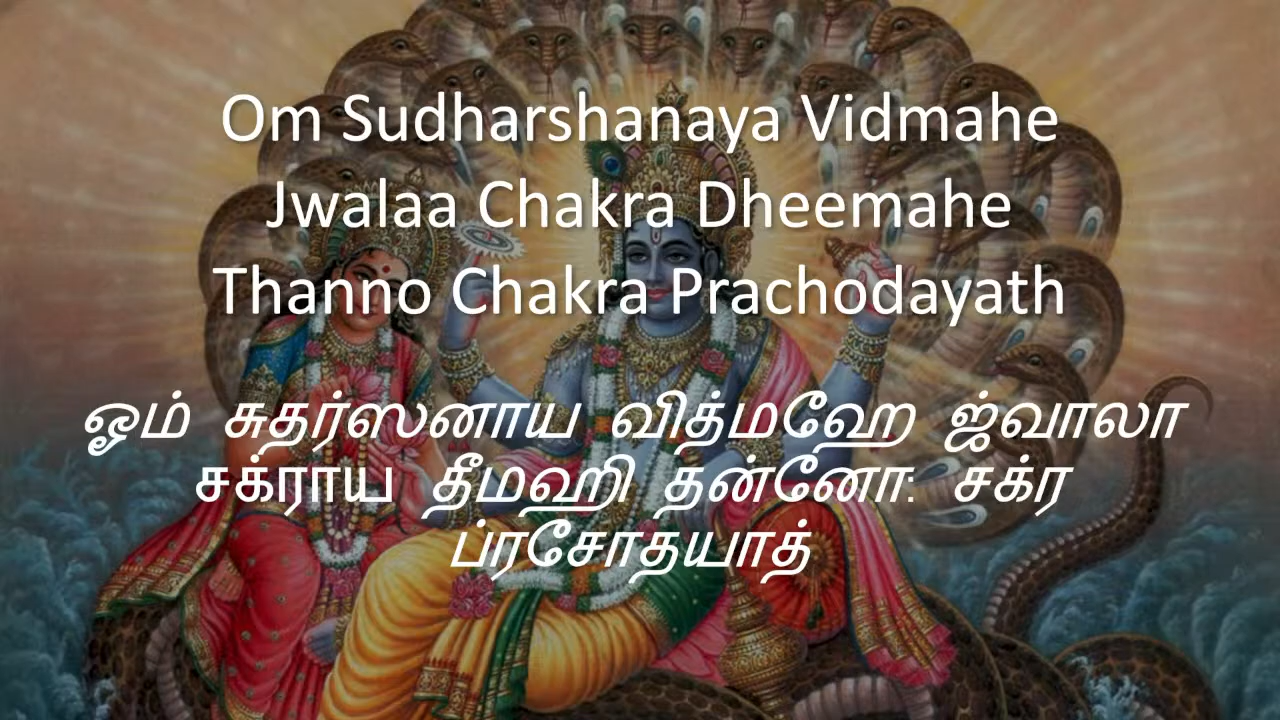 Om Sudharshanaya Vidmahe
Jwalaa Chakra Dheemahe
Thanno Chakra Prachodayath
ஓம் சுதர்ஸனாய வித்மஹே ஜ்வாலா
சக்ராய தீமஹி தன்னோ: சக்ர
ப்ரசோதயாத்